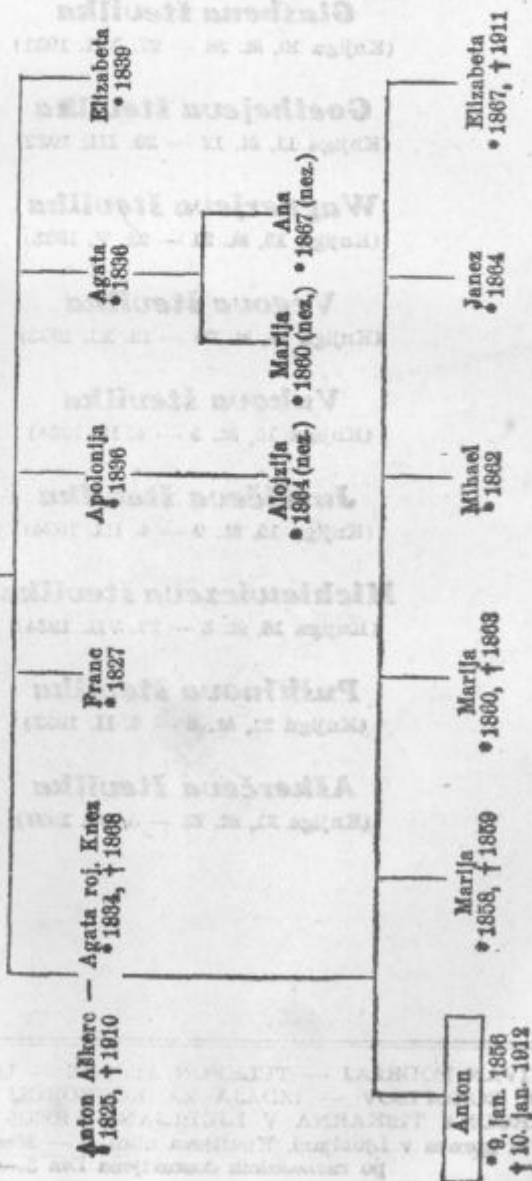 Anton Aškerc — Agata roj. Knez
* 1825, † 1910
* 1834, † 1868
Franc
* 1827
Apolonija
* 1836
Agata
* 1836
Elizabeta
* 1839
Alojzija
* 1864 (nez.)
Marija
* 1860 (nez.)
Ana
* 1867 (nez.)
Anton
* 9. jan. 1856
† 10. jun. 1912
Marija
* 1858, † 1859
Marija
* 1860, † 1863
Mihael
* 1862
Janez
* 1864
Elizabeta
* 1867, † 1911